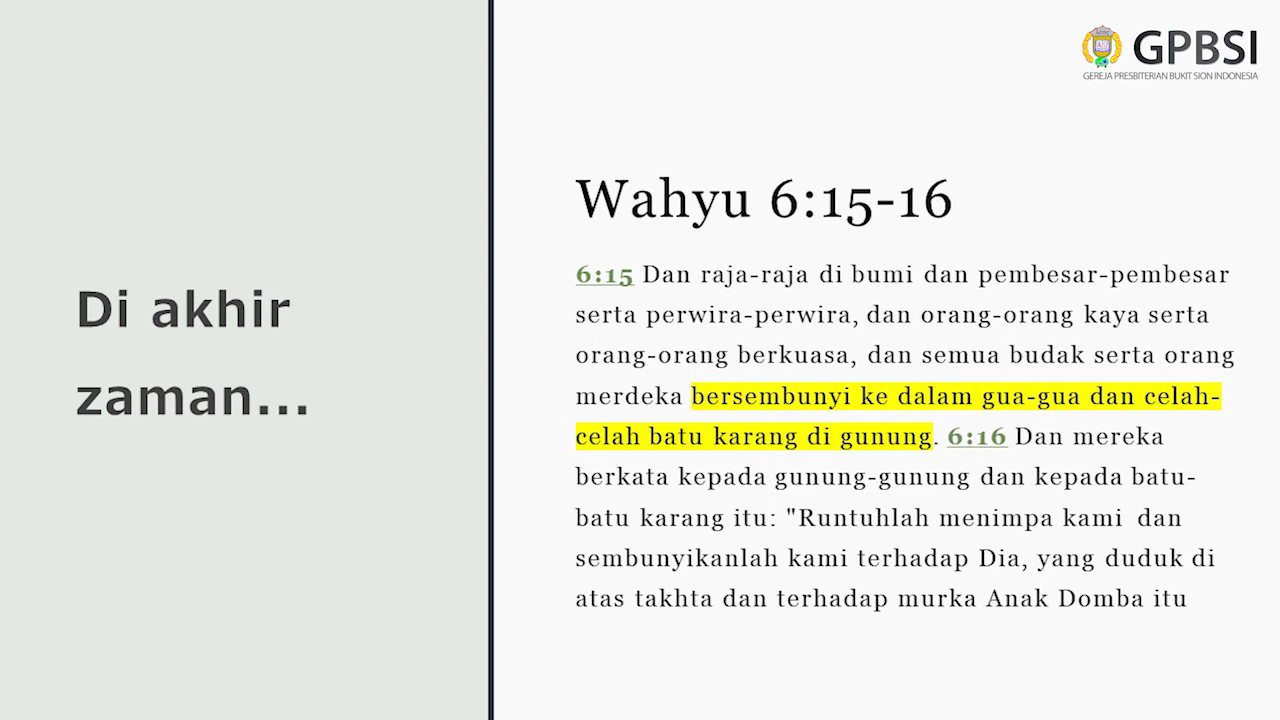 GPBSI
GEREJA PRESBITERIAN BUKIT SION INDONESIA
Di akhir
zaman...
Wahyu 6:15-16
6:15 Dan raja-raja di bumi dan pembesar-pembesar
serta perwira-perwira, dan orang-orang kaya serta
orang-orang berkuasa, dan semua budak serta orang
merdeka bersembunyi ke dalam gua-gua dan celah-
celah batu karang di gunung. 6:16 Dan mereka
berkata kepada gunung-gunung dan kepada batu-
batu karang itu: "Runtuhlah menimpa kami dan
sembunyikanlah kami terhadap Dia, yang duduk di
atas takhta dan terhadap murka Anak Domba itu